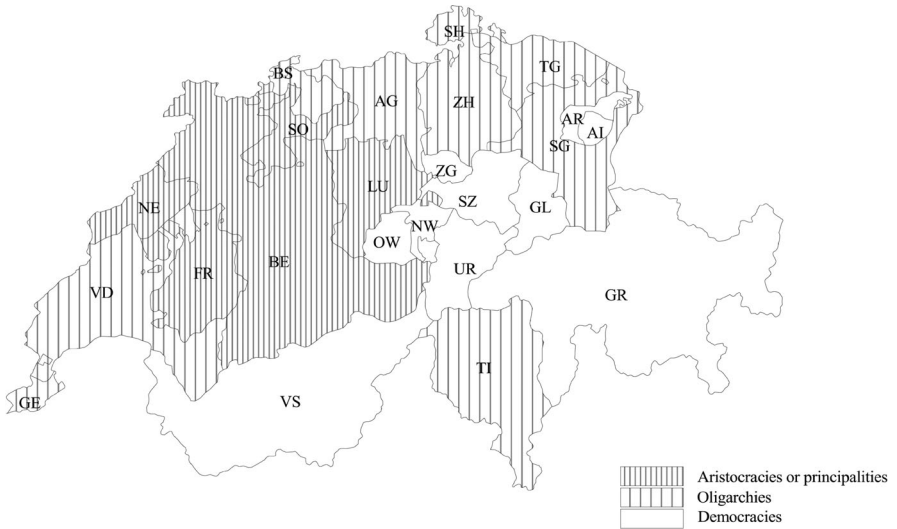 SH
BS
TG
AG
ZH
SO
AR
AI
SG
ZG
LU
SZ
NE
GL
NW
OW
FR
BE
UR
VD
GR
TI
GE
VS
Aristocracies or principalities
Oligarchies
Democracies